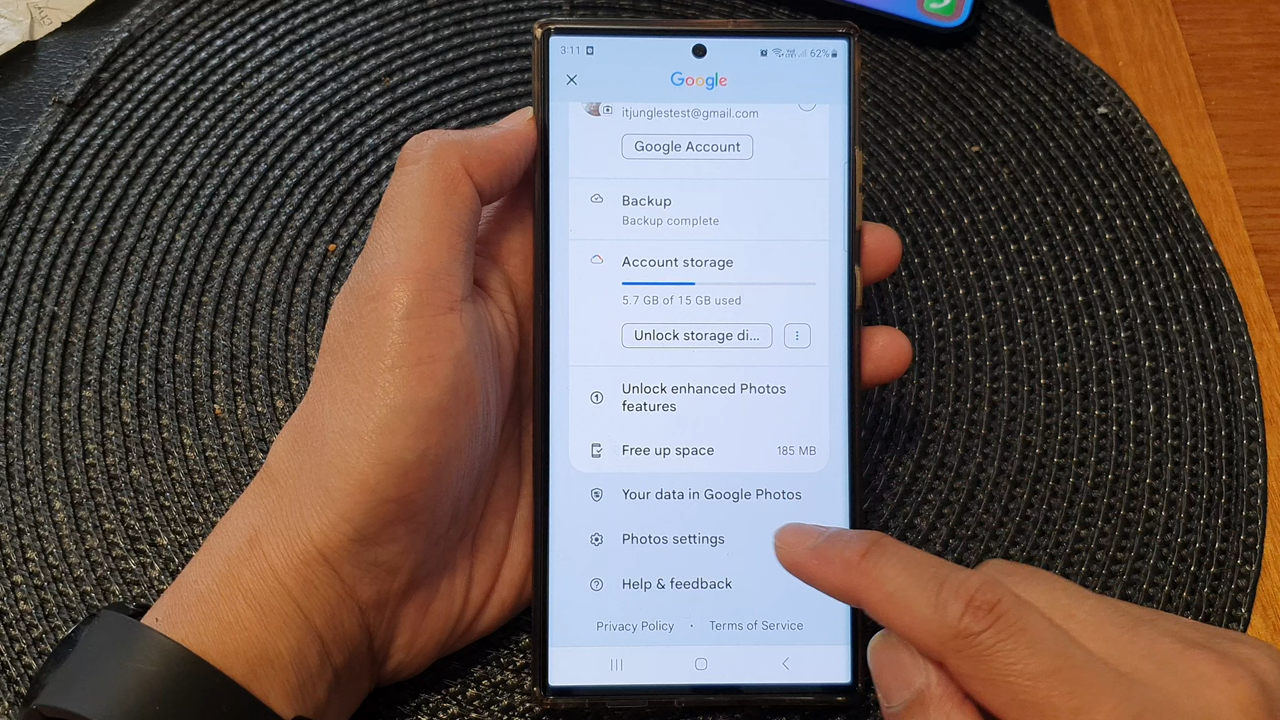 3:11
62%
Google
itjunglestest@gmail.com
Google Account
Backup
Backup complete
Account storage
5.7 GB of 15 GB used
Unlock storage di...
Unlock enhanced Photos
features
Free up space 185 MB
Your data in Google Photos
Photos settings
Help & feedback
Privacy Policy · Terms of Service